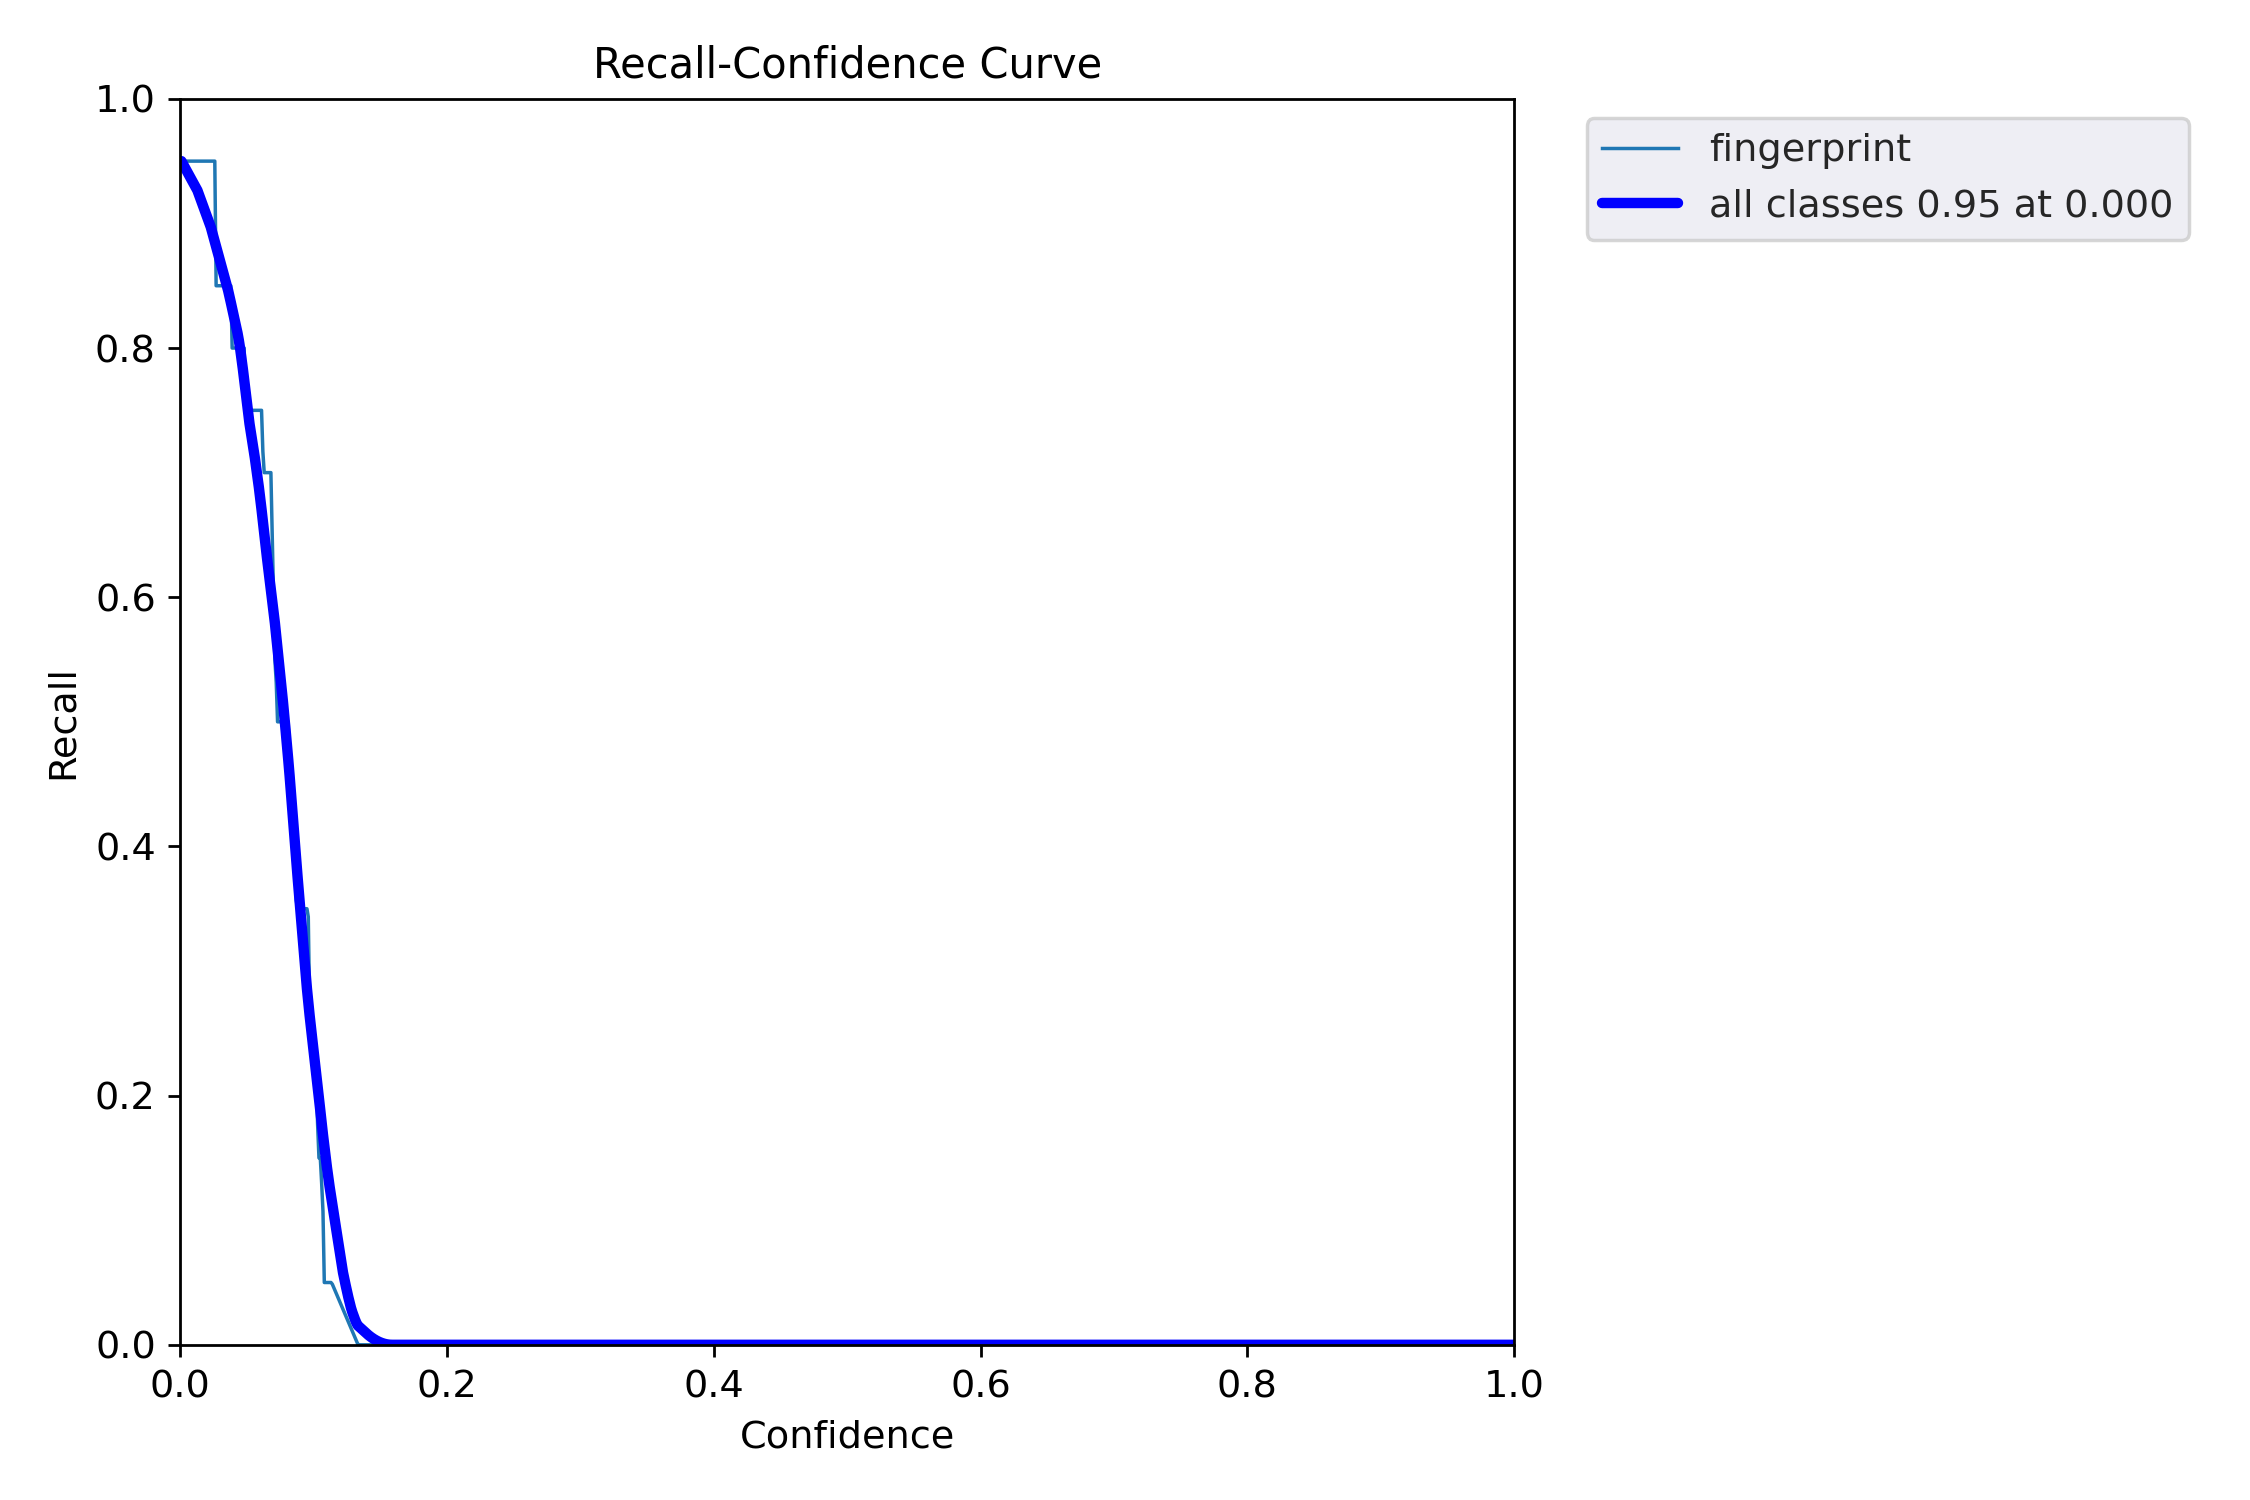 Recall-Confidence Curve
1.0
0.8
0.6
0.4
0.2
0.0
Recall
0.0 0.2 0.4 0.6 0.8 1.0
Confidence
fingerprint
all classes 0.95 at 0.000